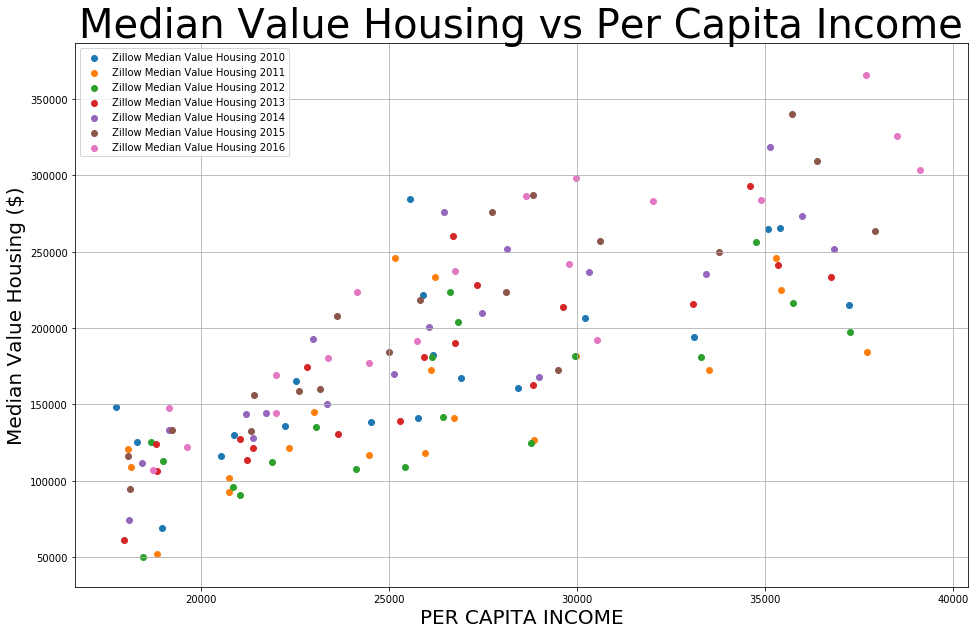 Median Value Housing vs Per Capita Income
Zillow Median Value Housing 2010
Zillow Median Value Housing 2011
Zillow Median Value Housing 2012
Zillow Median Value Housing 2013
Zillow Median Value Housing 2014
Zillow Median Value Housing 2015
Zillow Median Value Housing 2016
Median Value Housing ($)
350000
300000
250000
200000
150000
100000
50000
20000
25000
30000
35000
40000
PER CAPITA INCOME